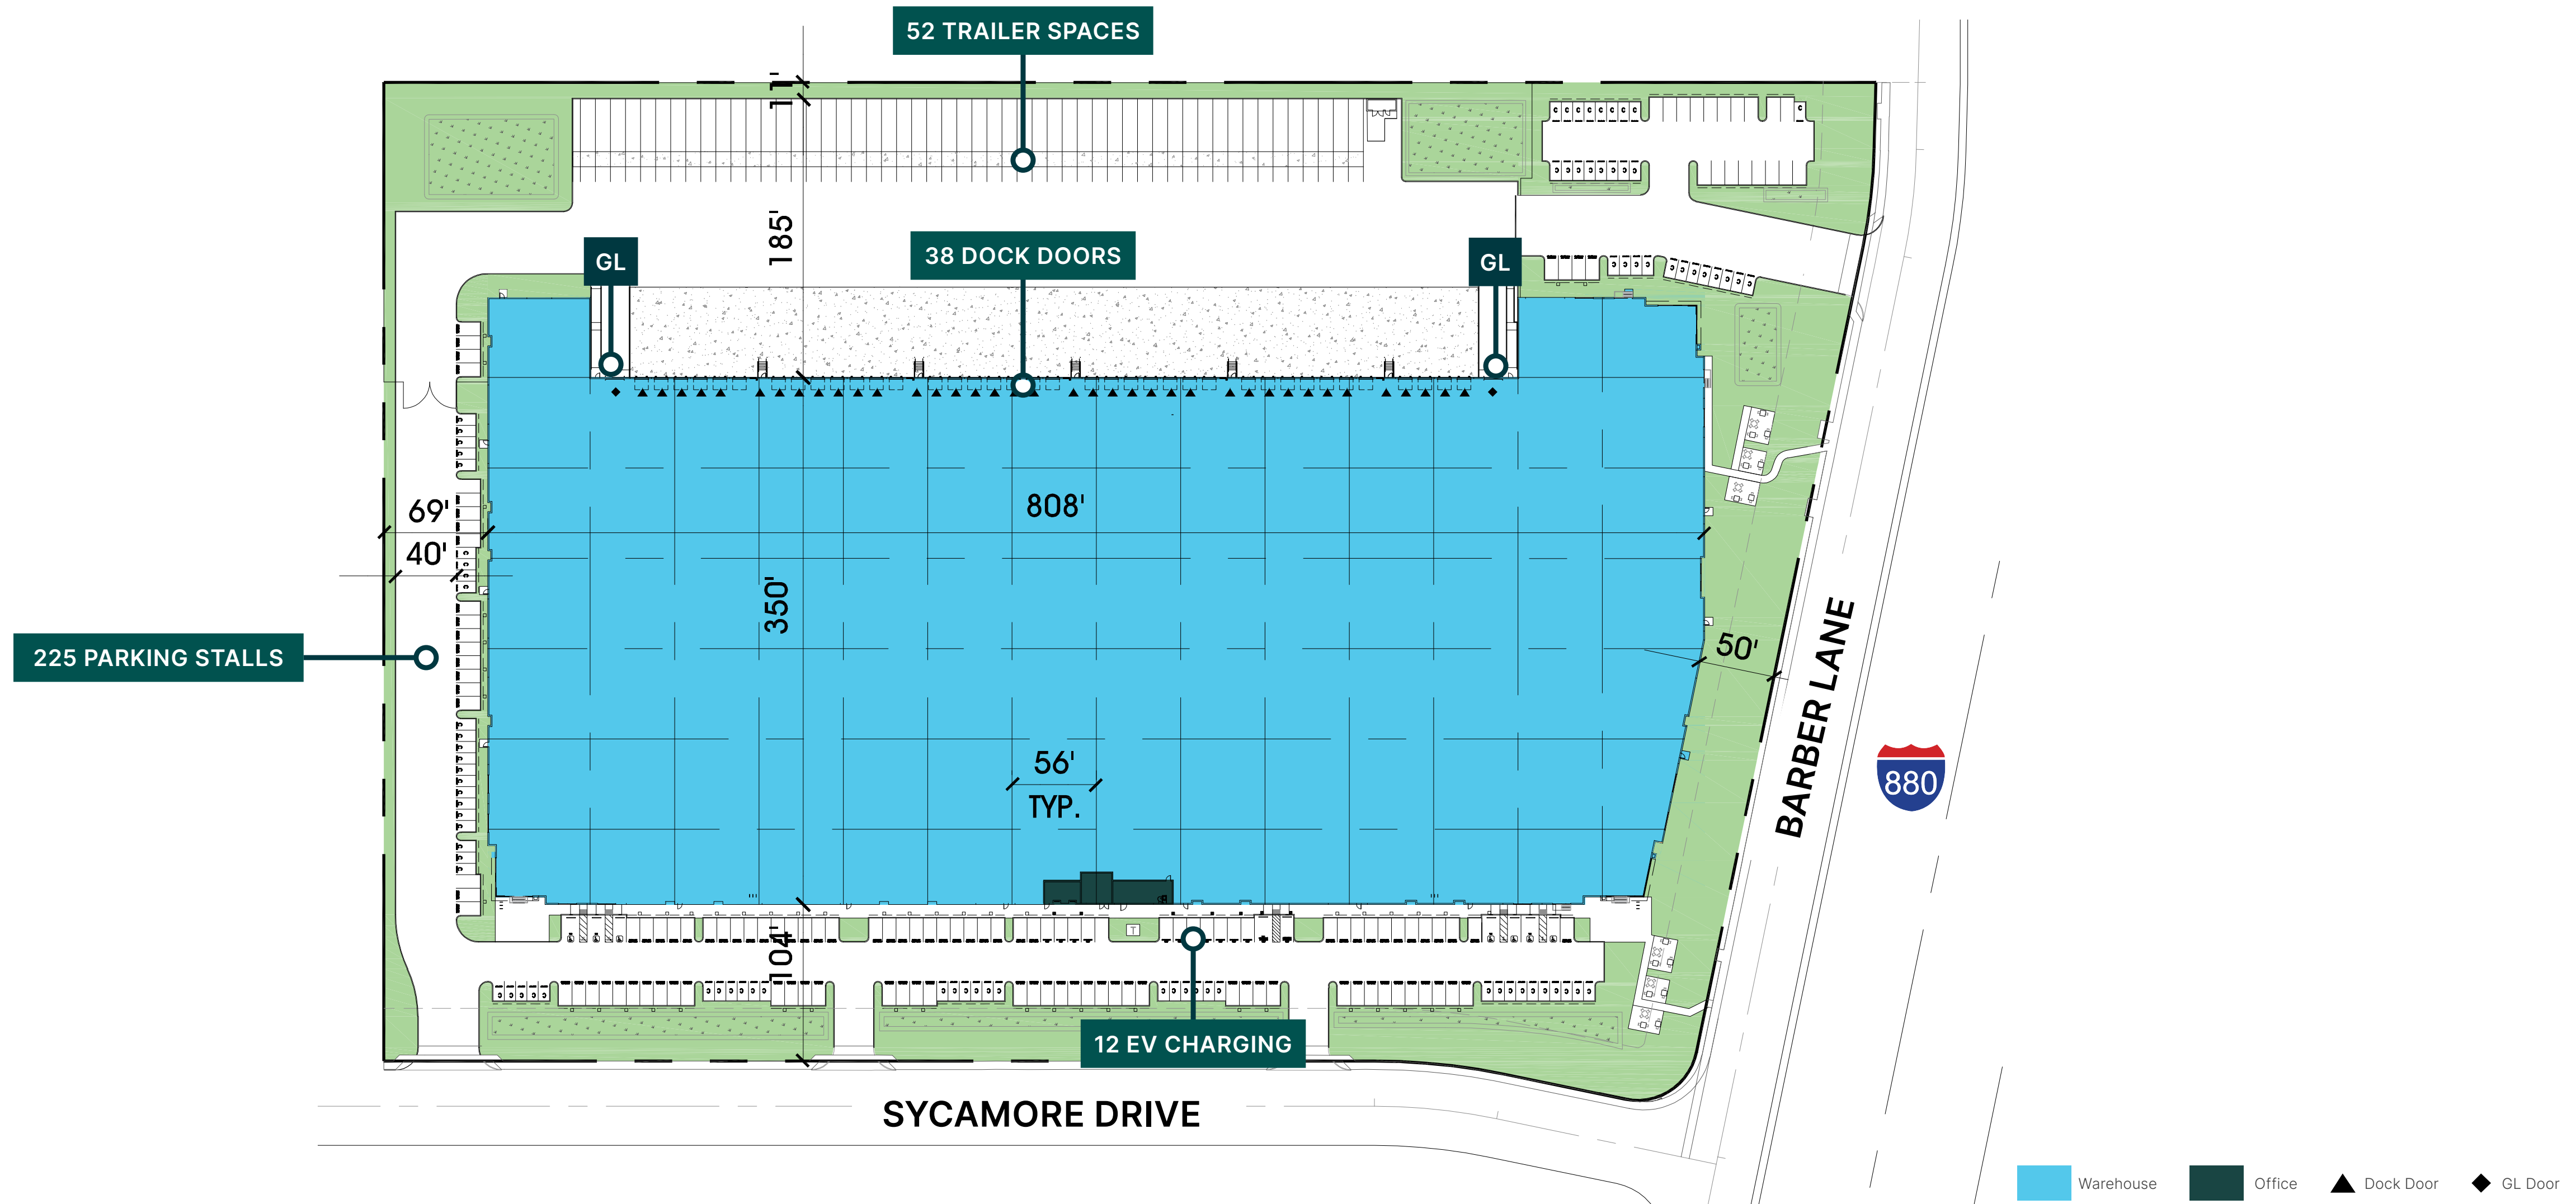 52 TRAILER SPACES
11'
185'
GL
38 DOCK DOORS
GL
808'
69'
40'
350'
225 PARKING STALLS
50'
BARBER LANE
880
56'
TYP.
T
104'
12 EV CHARGING
SYCAMORE DRIVE
Warehouse
Office
Dock Door
GL Door